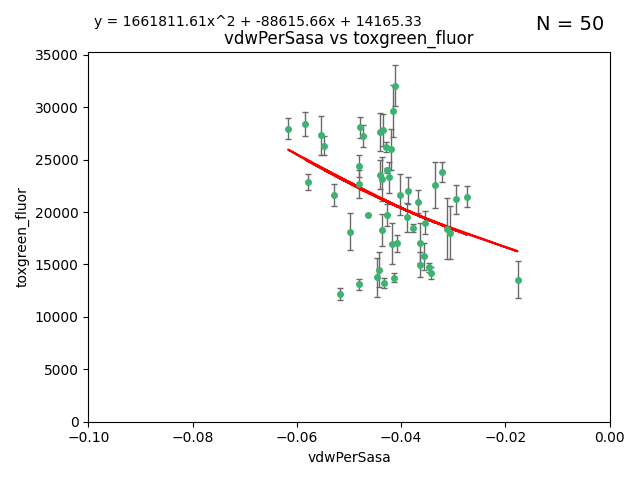 y = 1661811.61x^2 + -88615.66x + 14165.33
N = 50
vdwPerSasa vs toxgreen_fluor
35000
30000
25000
20000
15000
10000
5000
0
toxgreen_fluor
−0.10
−0.08
−0.06
−0.04
−0.02
0.00
vdwPerSasa